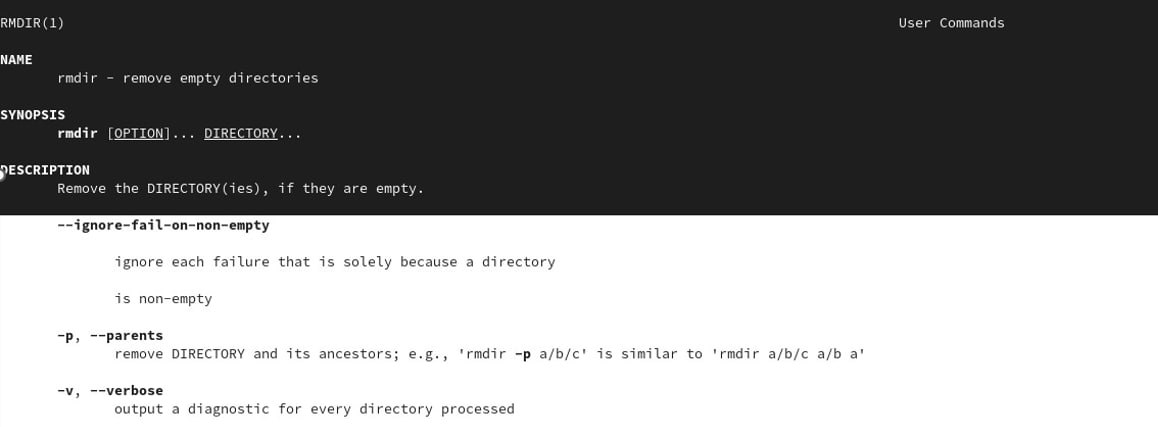 RMDIR(1) User Commands
NAME
rmdir - remove empty directories
SYNOPSIS
rmdir [OPTION]... DIRECTORY...
DESCRIPTION
Remove the DIRECTORY(ies), if they are empty.
--ignore-fail-on-non-empty
ignore each failure that is solely because a directory
is non-empty
-p, --parents
remove DIRECTORY and its ancestors; e.g., 'rmdir -p a/b/c' is similar to 'rmdir a/b/c a/b a'
-v, --verbose
output a diagnostic for every directory processed